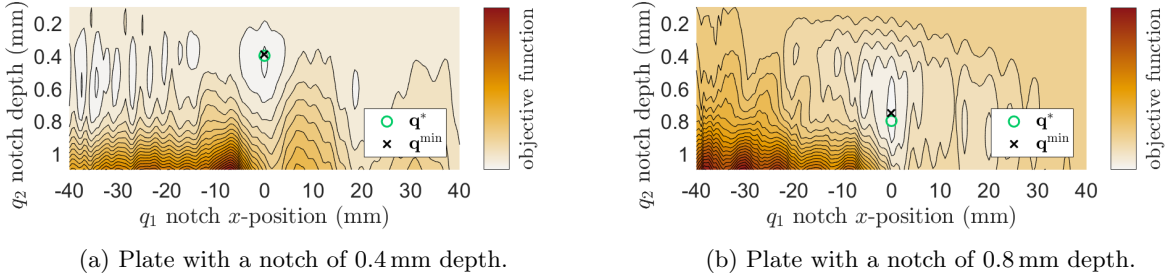 q₂ notch depth (mm)
0.2
0.4
0.6
0.8
1
-40 -30 -20 -10 0 10 20 30 40
q₁ notch x-position (mm)
q*
q^min
objective function
(a) Plate with a notch of 0.4 mm depth.
q₂ notch depth (mm)
0.2
0.4
0.6
0.8
1
-40 -30 -20 -10 0 10 20 30 40
q₁ notch x-position (mm)
q*
q^min
objective function
(b) Plate with a notch of 0.8 mm depth.